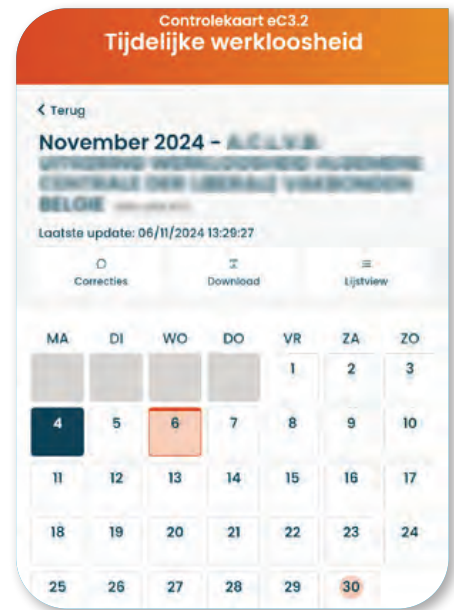 Controlekaart eC3.2
Tijdelijke werkloosheid
Terug
November 2024 -
Laatste update: 06/11/2024 13:29:27
Correcties Download Lijstview
MA DI WO DO VR ZA ZO
1 2 3
4 5 6 7 8 9 10
11 12 13 14 15 16 17
18 19 20 21 22 23 24
25 26 27 28 29 30